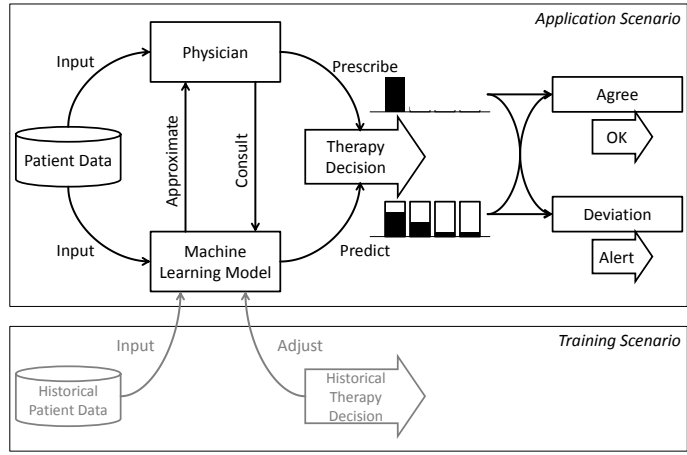 Application Scenario
Physician
Input
Prescribe
Agree
OK
Patient Data
Approximate
Consult
Therapy
Decision
Deviation
Alert
Input
Machine
Learning Model
Predict
Training Scenario
Input
Adjust
Historical
Patient Data
Historical
Therapy
Decision